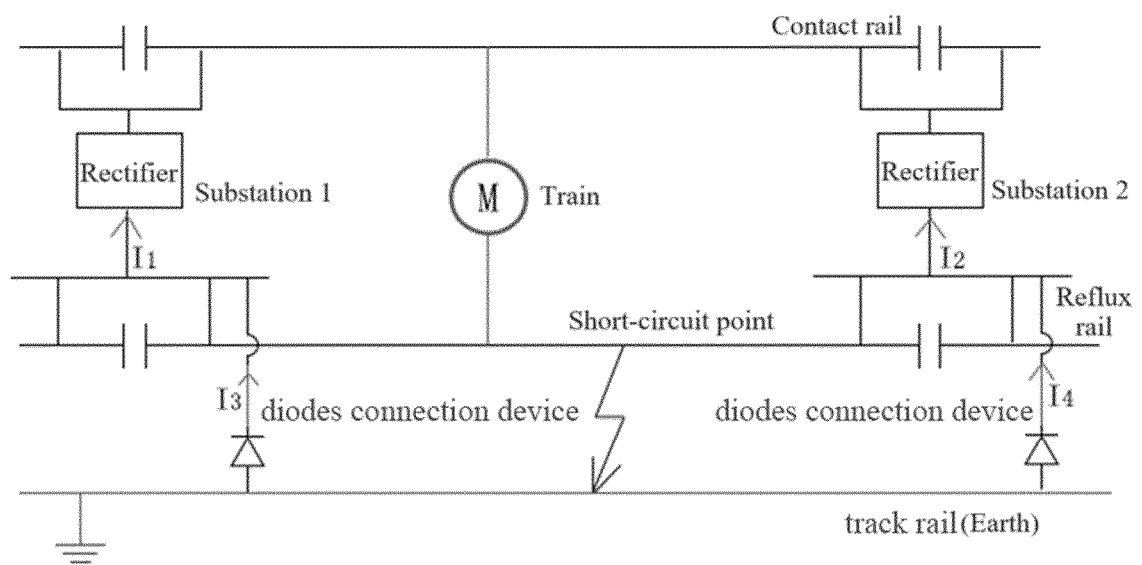 Contact rail
Rectifier
Substation 1
M
Train
Rectifier
Substation 2
I1
I2
Reflux
rail
Short-circuit point
I3
diodes connection device
diodes connection device
I4
track rail(Earth)